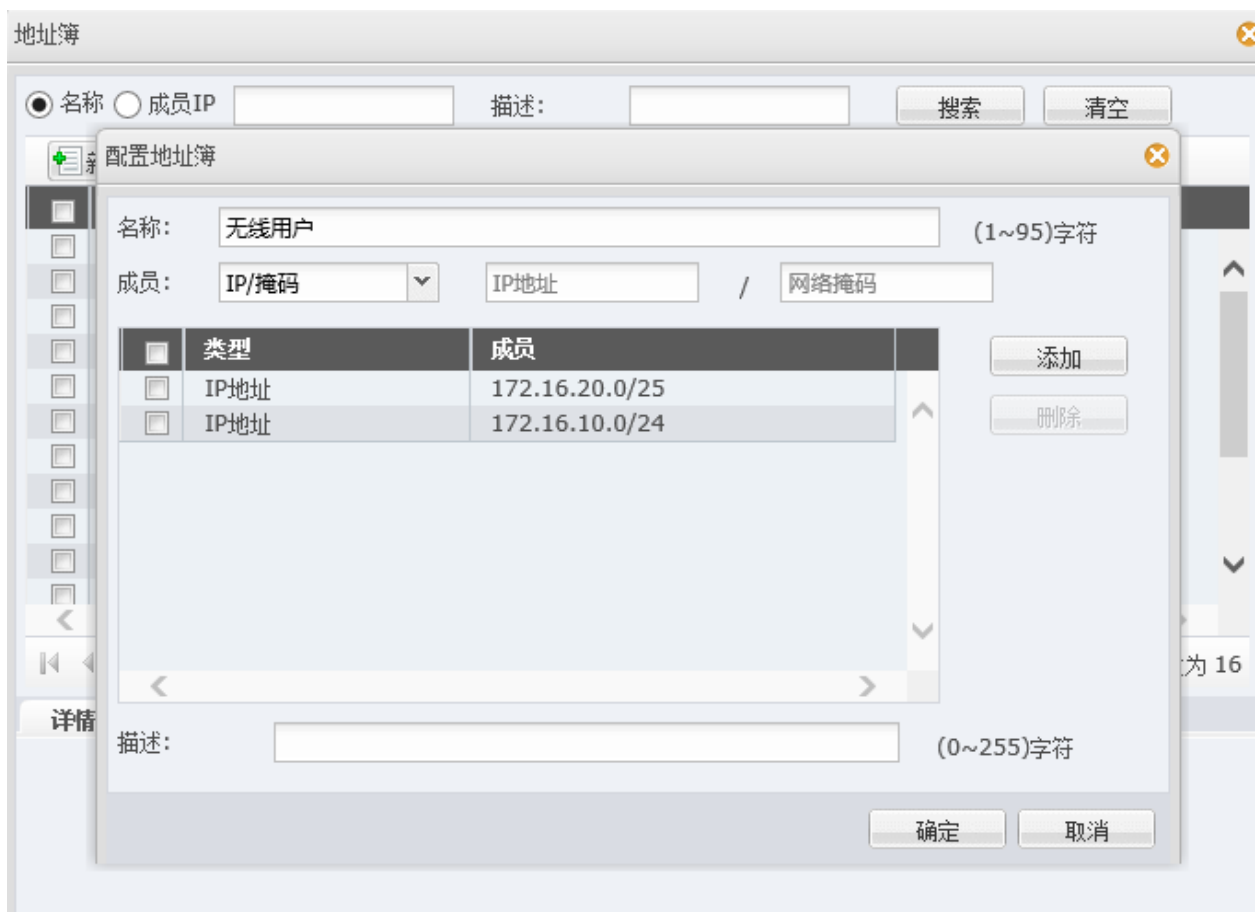 地址簿
名称 成员IP 描述: 搜索 清空
配置地址簿
名称: 无线用户 (1~95)字符
成员: IP/掩码 IP地址 / 网络掩码
类型 成员 添加
IP地址 172.16.20.0/25
IP地址 172.16.10.0/24 删除
为 16
详情
描述: (0~255)字符
确定 取消